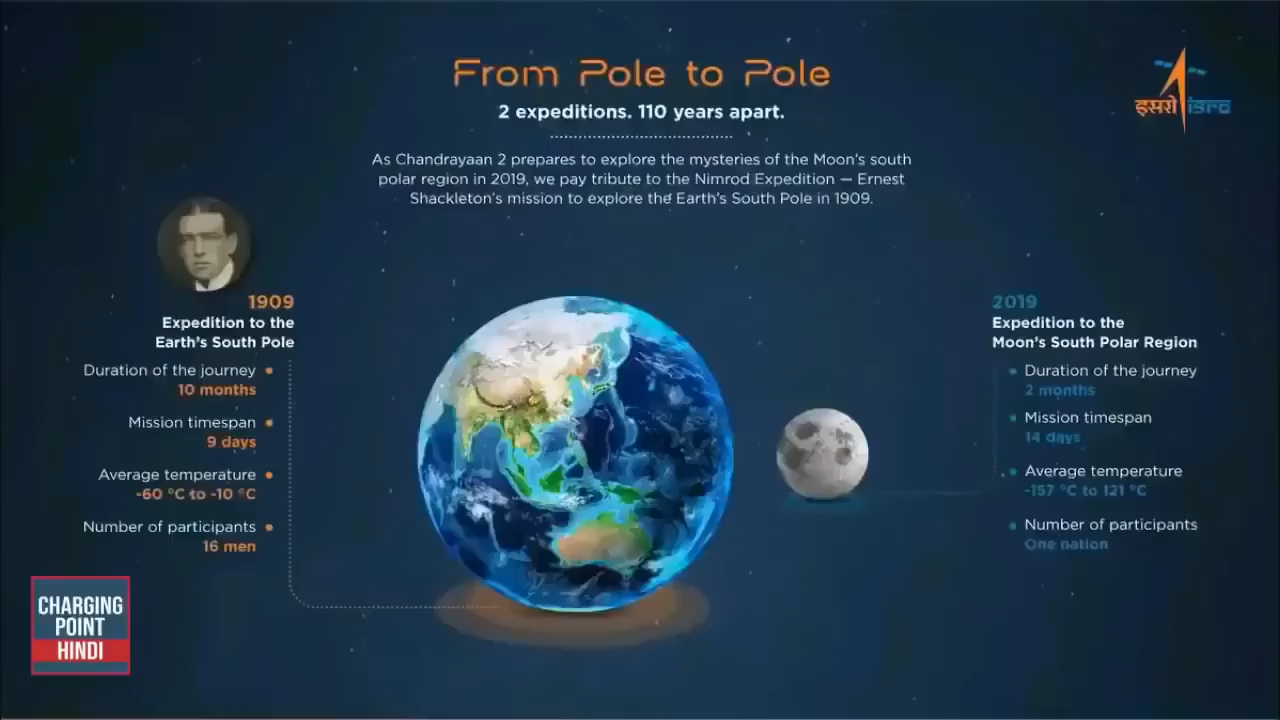 From Pole to Pole
2 expeditions. 110 years apart.
As Chandrayaan 2 prepares to explore the mysteries of the Moon's south
polar region in 2019, we pay tribute to the Nimrod Expedition — Ernest
Shackleton's mission to explore the Earth's South Pole in 1909.
इसरो isro
1909
Expedition to the
Earth's South Pole
Duration of the journey
10 months
Mission timespan
9 days
Average temperature
-60 °C to -10 °C
Number of participants
16 men
2019
Expedition to the
Moon's South Polar Region
Duration of the journey
2 months
Mission timespan
14 days
Average temperature
-157 °C to 121 °C
Number of participants
One nation
CHARGING
POINT
HINDI